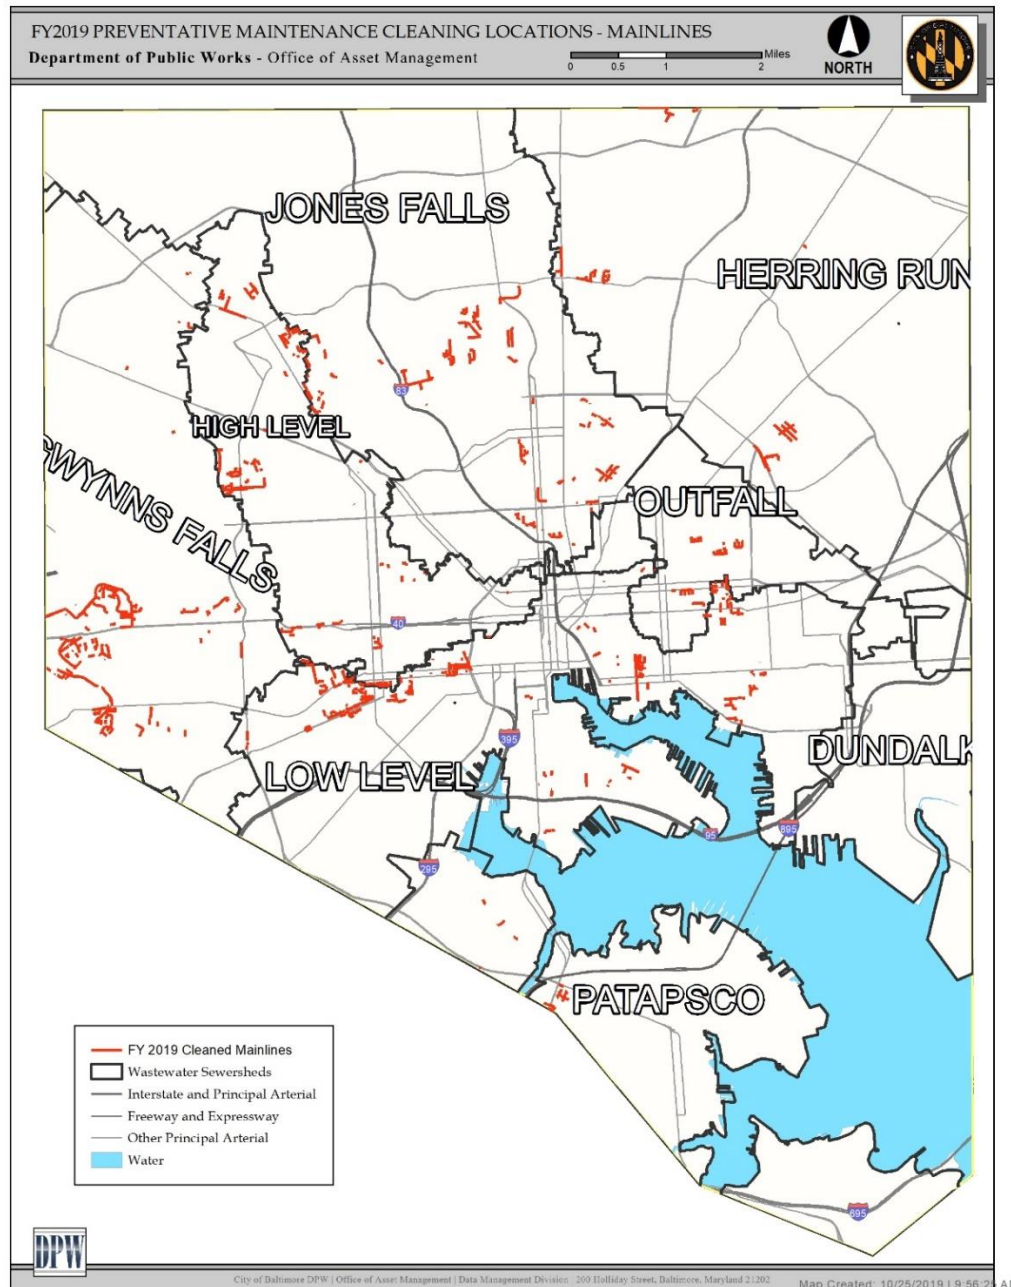 FY2019 PREVENTATIVE MAINTENANCE CLEANING LOCATIONS - MAINLINES
Department of Public Works - Office of Asset Management
Miles
0 0.5 1 2
NORTH
JONES FALLS
HERRING RUN
83
HIGH LEVEL
GWYNNS FALLS
OUTFALL
40
395
DUNDALK
LOW LEVEL
95
895
295
PATAPSCO
FY 2019 Cleaned Mainlines
Wastewater Sewersheds
Interstate and Principal Arterial
Freeway and Expressway
Other Principal Arterial
Water
695
DPW
City of Baltimore DPW | Office of Asset Management | Data Management Division 200 Holliday Street, Baltimore, Maryland 21202
Map Created: 10/25/2019 | 9:56:25 A